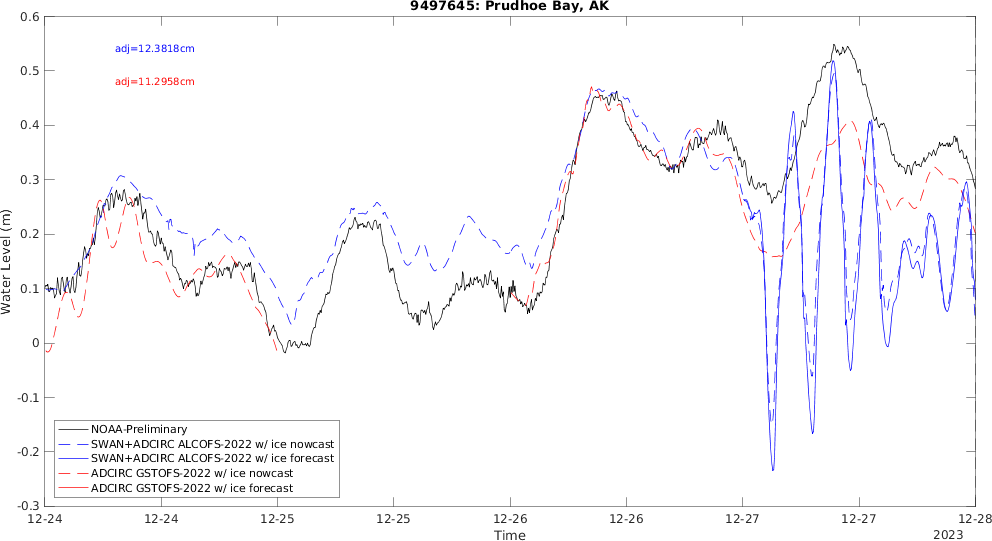 9497645: Prudhoe Bay, AK
adj=12.3818cm
adj=11.2958cm
0.6
0.5
0.4
0.3
0.2
0.1
0
-0.1
-0.2
-0.3
Water Level (m)
NOAA-Preliminary
SWAN+ADCIRC ALCOFS-2022 w/ ice nowcast
SWAN+ADCIRC ALCOFS-2022 w/ ice forecast
ADCIRC GSTOFS-2022 w/ ice nowcast
ADCIRC GSTOFS-2022 w/ ice forecast
12-24 12-24 12-25 12-25 12-26 12-26 12-27 12-27 12-28
Time
2023